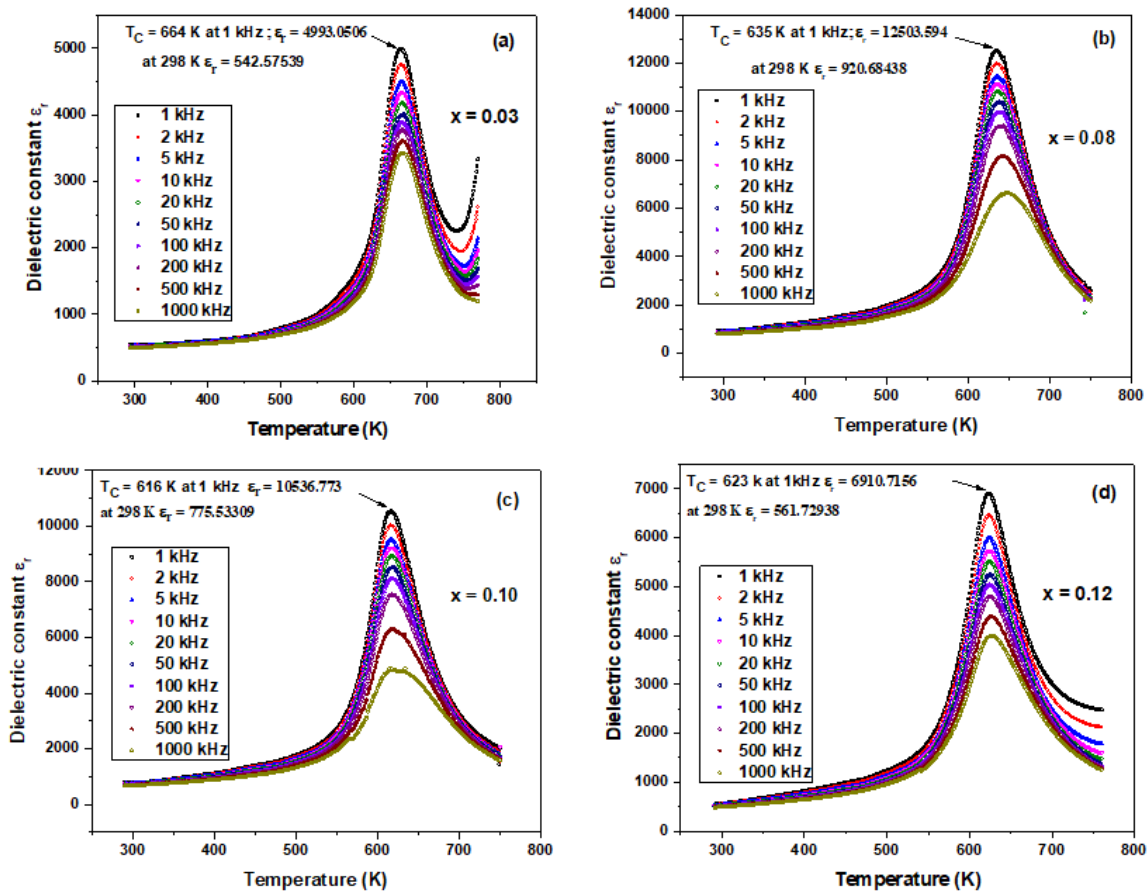 T_C = 664 K at 1 kHz ; ε_r = 4993.0506
at 298 K ε_r = 542.57539
(a)
x = 0.03
1 kHz
2 kHz
5 kHz
10 kHz
20 kHz
50 kHz
100 kHz
200 kHz
500 kHz
1000 kHz
Dielectric constant ε_r
5000
4000
3000
2000
1000
0
300 400 500 600 700 800
Temperature (K)
T_C = 635 K at 1 kHz; ε_r = 12503.594
at 298 K ε_r = 920.68438
(b)
x = 0.08
1 kHz
2 kHz
5 kHz
10 kHz
20 kHz
50 kHz
100 kHz
200 kHz
500 kHz
1000 kHz
Dielectric constant ε_r
14000
12000
10000
8000
6000
4000
2000
0
300 400 500 600 700 800
Temperature (K)
T_C = 616 K at 1 kHz ε_r = 10536.773
at 298 K ε_r = 775.53309
(c)
x = 0.10
1 kHz
2 kHz
5 kHz
10 kHz
20 kHz
50 kHz
100 kHz
200 kHz
500 kHz
1000 kHz
Dielectric constant ε_r
12000
10000
8000
6000
4000
2000
0
300 400 500 600 700 800
Temperature (K)
T_C = 623 k at 1kHz ε_r = 6910.7156
at 298 K ε_r = 561.72938
(d)
x = 0.12
1 kHz
2 kHz
5 kHz
10 kHz
20 kHz
50 kHz
100 kHz
200 kHz
500 kHz
1000 kHz
Dielectric constant ε_r
7000
6000
5000
4000
3000
2000
1000
0
300 400 500 600 700 800
Temperature (K)